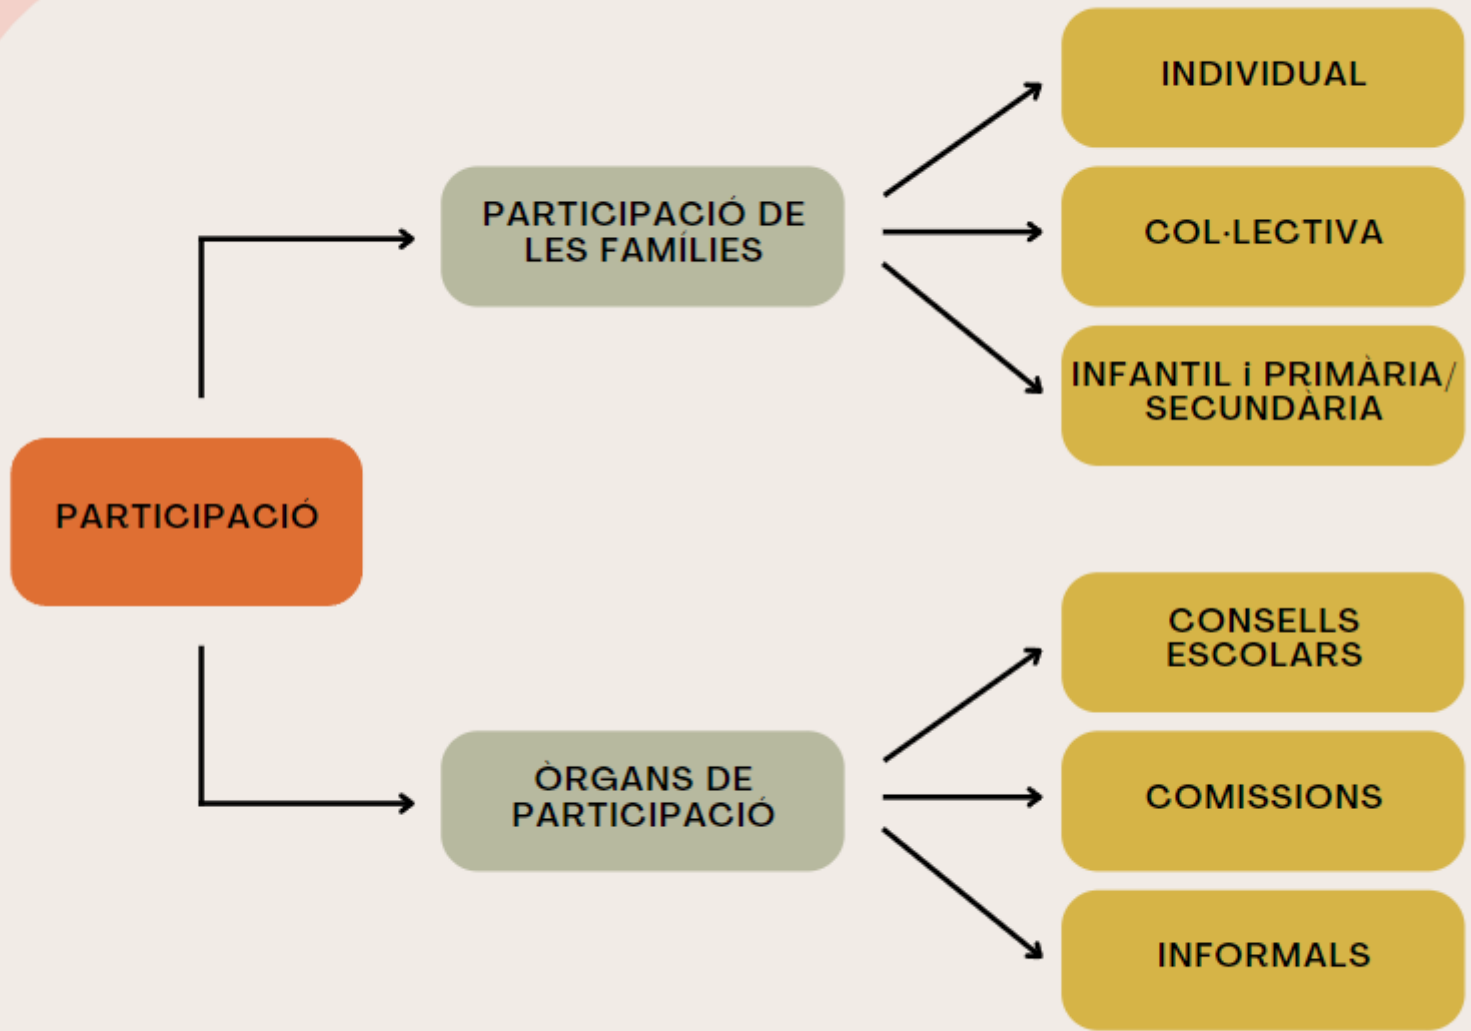 INDIVIDUAL
PARTICIPACIÓ DE
LES FAMÍLIES
COL·LECTIVA
INFANTIL i PRIMÀRIA/
SECUNDÀRIA
PARTICIPACIÓ
CONSELLS
ESCOLARS
ÒRGANS DE
PARTICIPACIÓ
COMISSIONS
INFORMALS